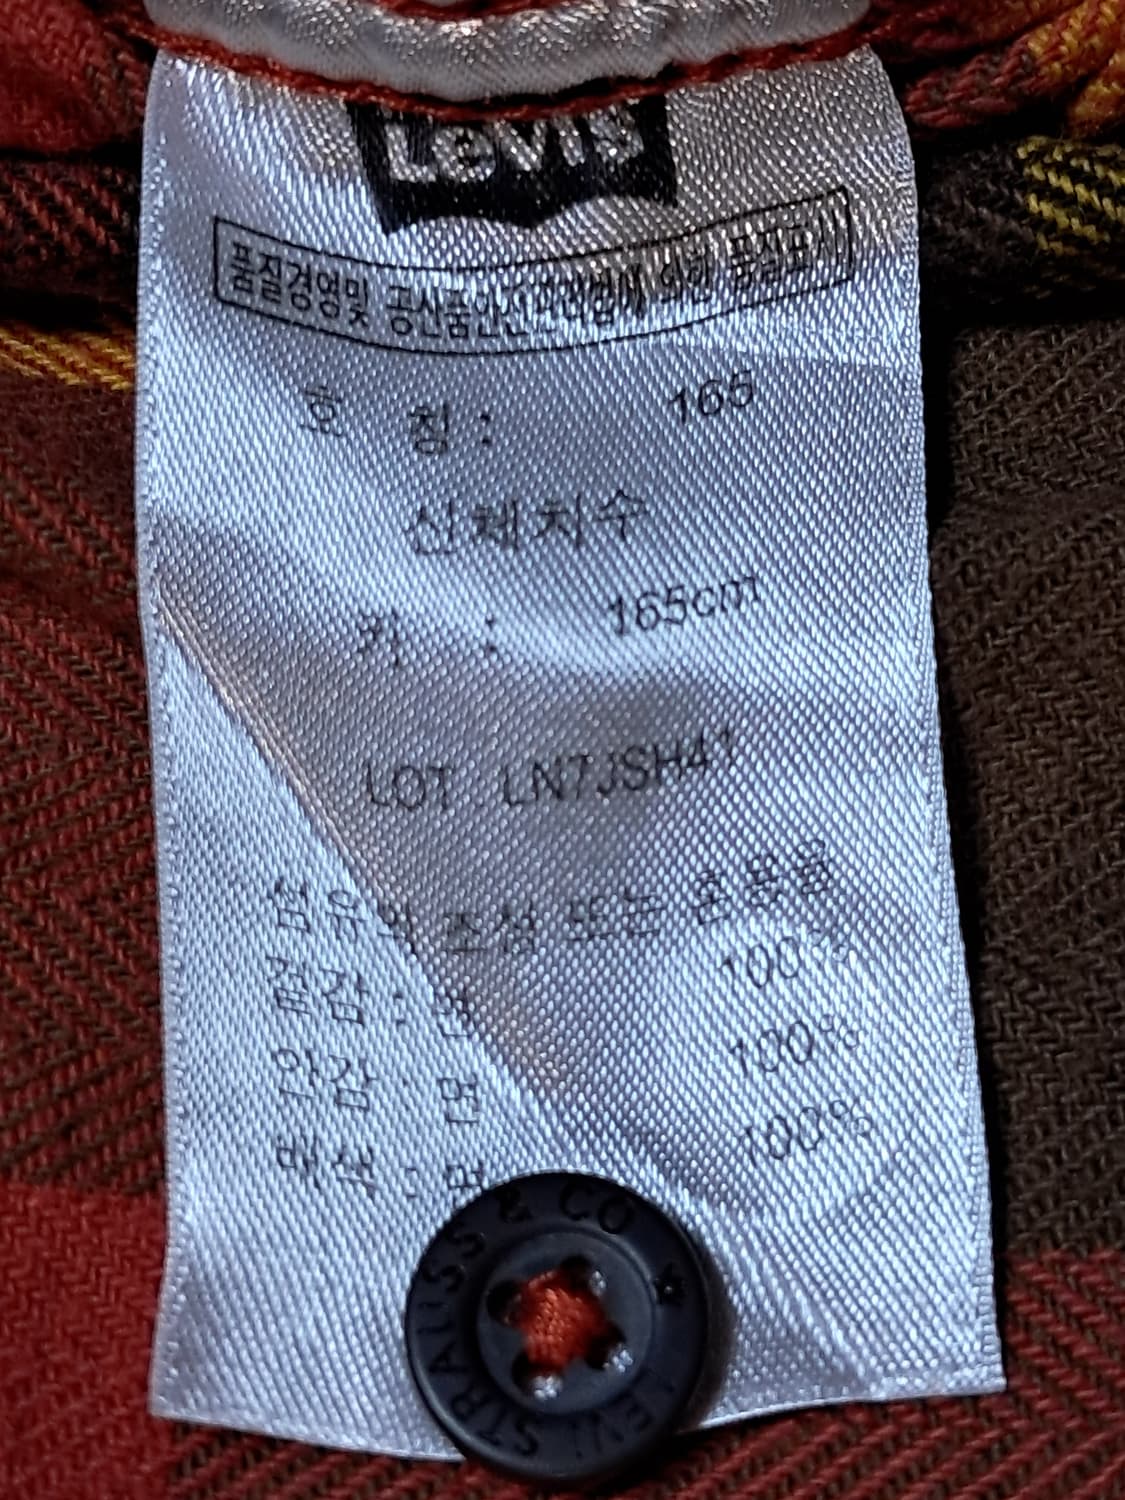 Levi's
품질경영및 공산품안전관리법에 의한 품질표시
호 칭 : 165
신체치수
키 : 165cm
LOT : LN7JSH41
섬유의 조성 또는 혼용율
겉감 : 면 100%
안감 : 면 100%
배색 : 면 100%
LEVI STRAUSS & CO